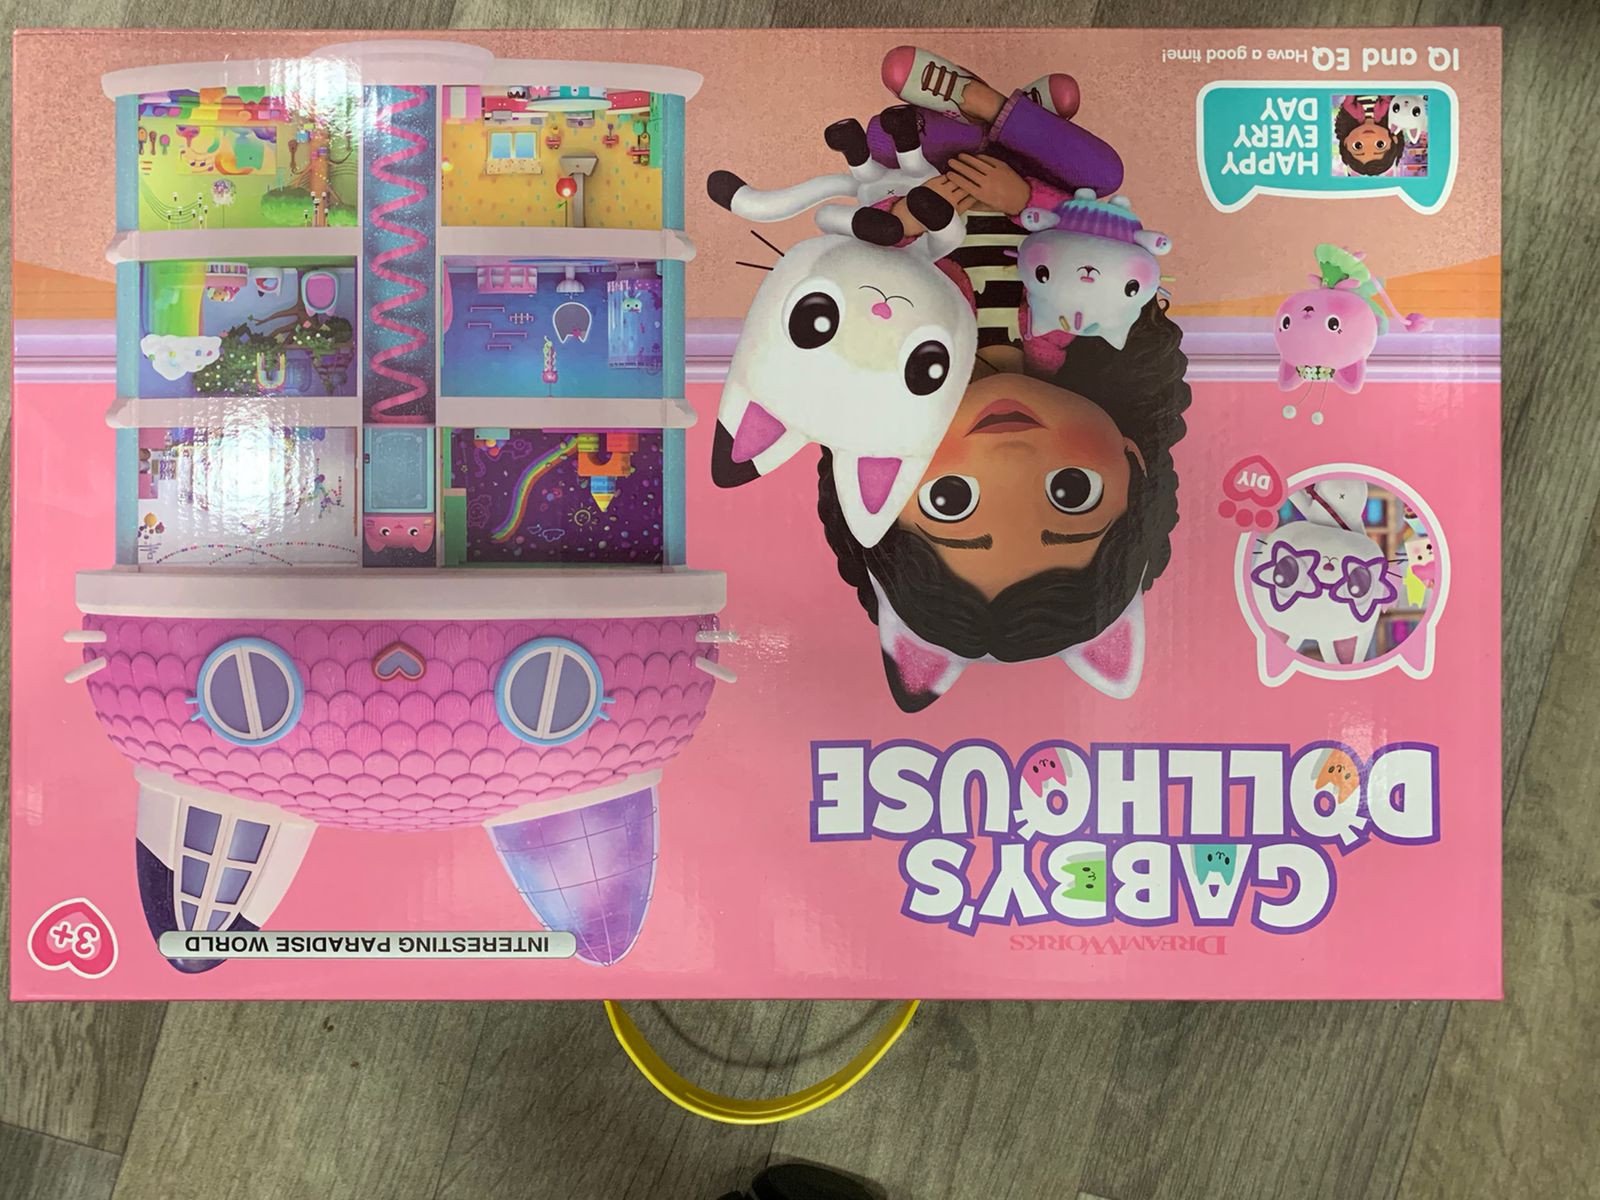 DREAMWORKS
GABBY'S
DOLLHOUSE
INTERESTING PARADISE WORLD
3+
DIY
HAPPY
EVERY
DAY
IQ and EQ Have a good time!